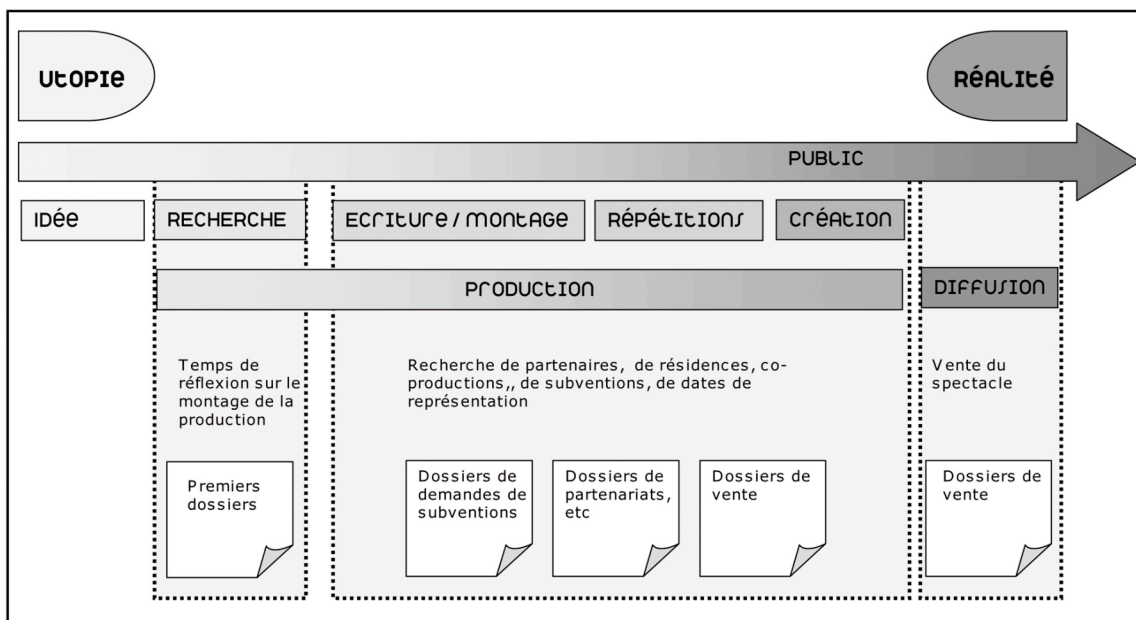 UtOPIe
RÉALItÉ
PUBLIC
IDée
RECHERCHE
ECrIture / montage
RÉPÉtItIOns
CrÉatIOn
PrODUCtION
DIFFUsION
Temps de
réflexion sur le
montage de la
production
Recherche de partenaires, de résidences, co-
productions,, de subventions, de dates de
représentation
Vente du
spectacle
Premiers
dossiers
Dossiers de
demandes de
subventions
Dossiers de
partenariats,
etc
Dossiers de
vente
Dossiers de
vente